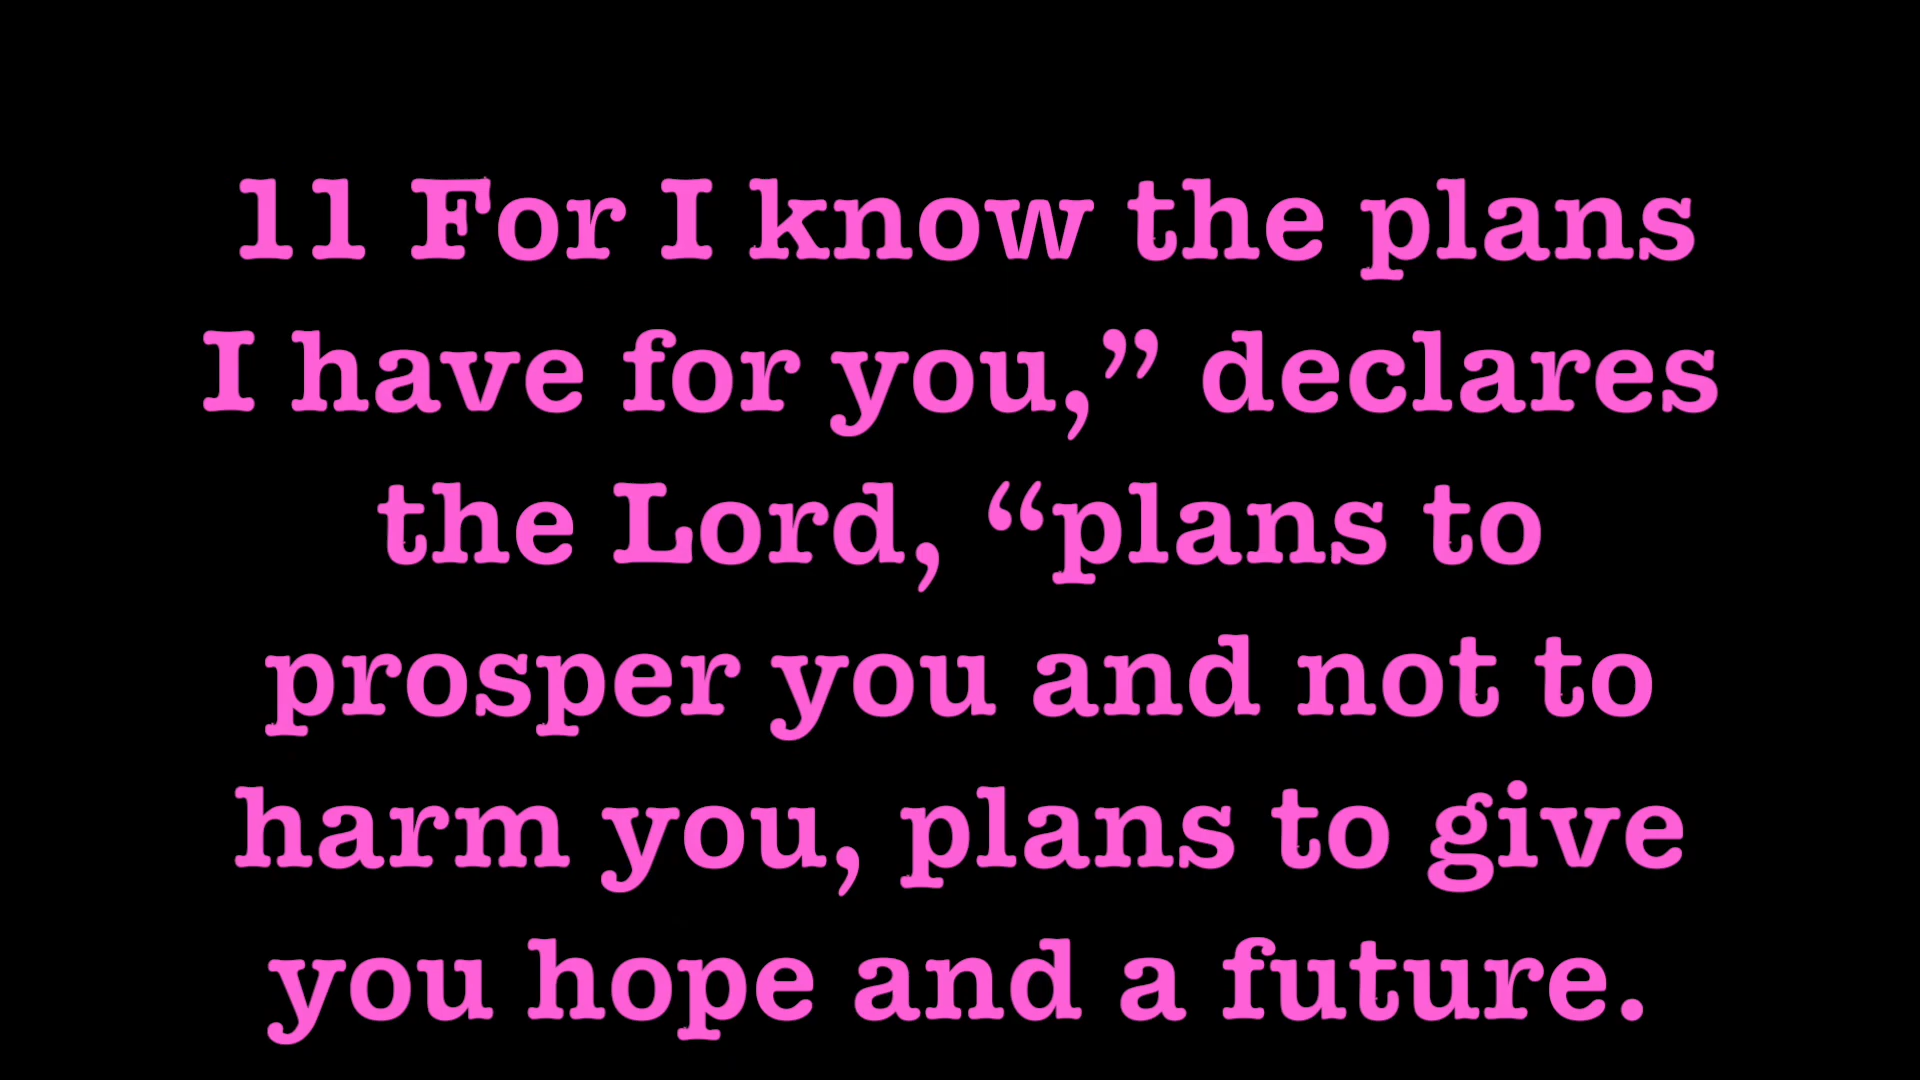 11 For I know the plans
I have for you,” declares
the Lord, “plans to
prosper you and not to
harm you, plans to give
you hope and a future.